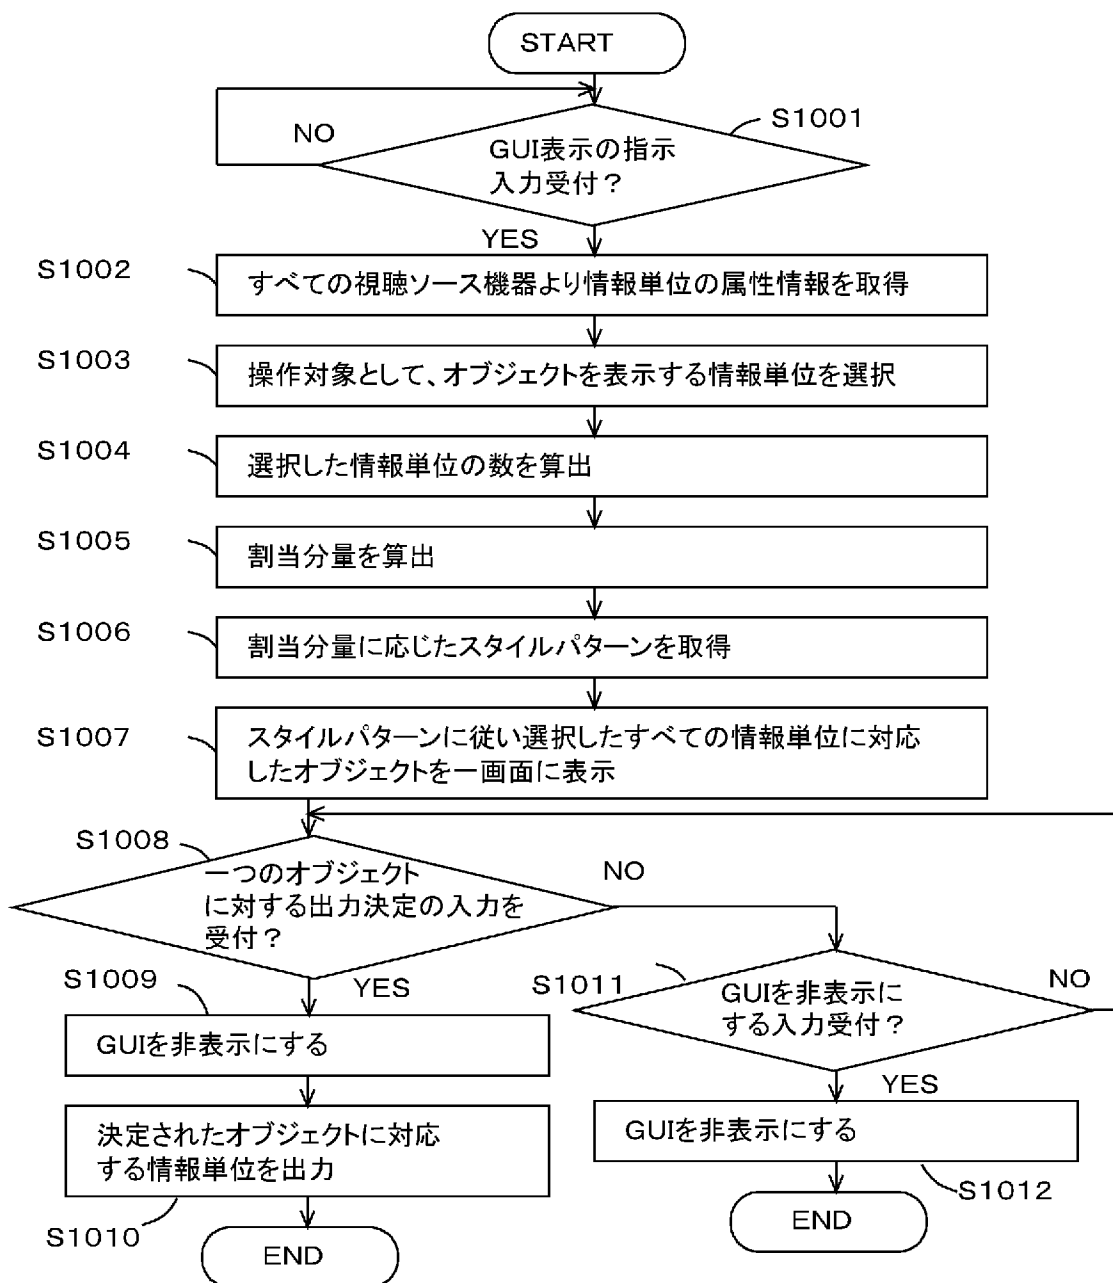 START
NO
S1001
GUI表示の指示
入力受付?
YES
S1002
すべての視聴ソース機器より情報単位の属性情報を取得
S1003
操作対象として、オブジェクトを表示する情報単位を選択
S1004
選択した情報単位の数を算出
S1005
割当分量を算出
S1006
割当分量に応じたスタイルパターンを取得
S1007
スタイルパターンに従い選択したすべての情報単位に対応
したオブジェクトを一画面に表示
S1008
一つのオブジェクト
に対する出力決定の入力を
受付?
NO
YES
S1009
GUIを非表示にする
S1011
GUIを非表示に
する入力受付?
NO
YES
決定されたオブジェクトに対応
する情報単位を出力
S1010
GUIを非表示にする
S1012
END
END